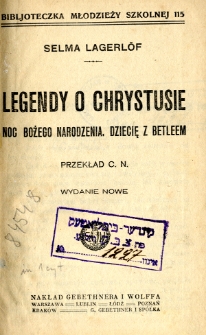 BIBLJOTECZKA MŁODZIEŻY SZKOLNEJ 115
SELMA LAGERLÖF
LEGENDY O CHRYSTUSIE
NOC BOŻEGO NARODZENIA. DZIECIĘ Z BETLEEM
PRZEKŁAD C. N.
WYDANIE NOWE
84548
NAKŁAD GEBETHNERA I WOLFFA
WARSZAWA — LUBLIN — ŁÓDŹ — POZNAŃ
KRAKÓW — G. GEBETHNER I SPÓŁKA